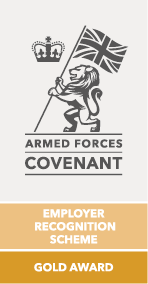 ARMED FORCES
COVENANT
EMPLOYER
RECOGNITION
SCHEME
GOLD AWARD